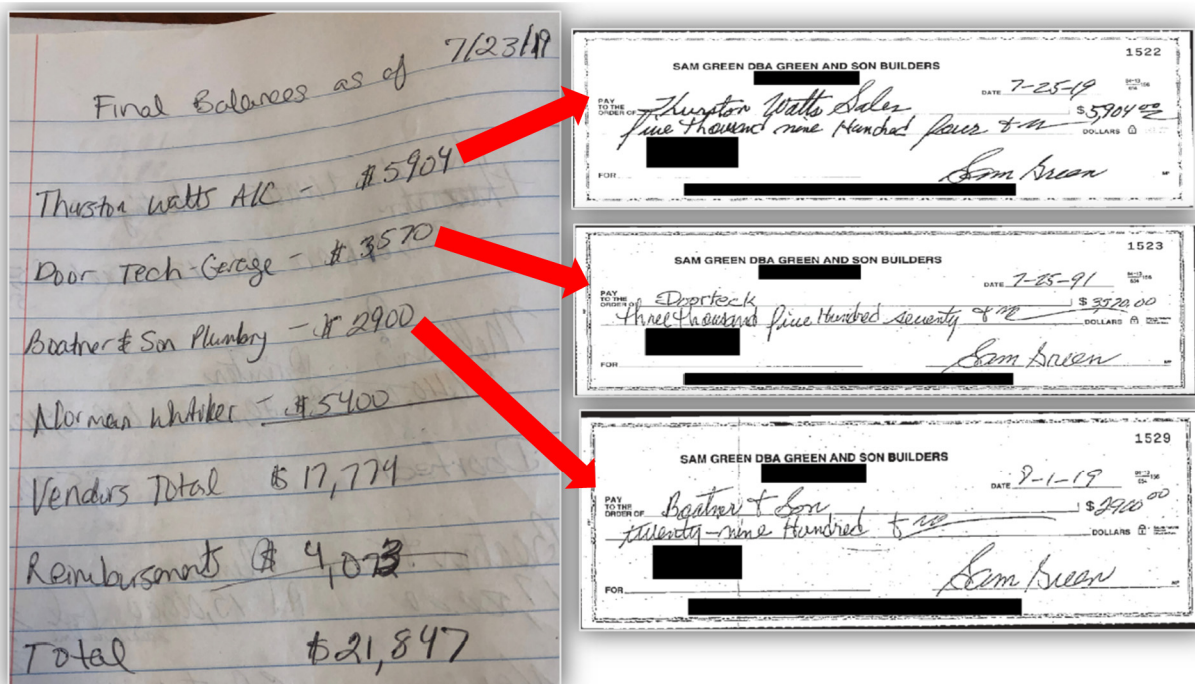 Final Balances as of 7/23/19
Thurston Watts A/C - $5904
Door Tech-Garage - $3570
Boatner & Son Plumbing - $2900
Norman Whitiker - $5400
Vendors Total $17,774
Reimbursements $4,073
Total $21,847
1522
SAM GREEN DBA GREEN AND SON BUILDERS
DATE 7-25-19
PAY TO THE ORDER OF Thurston Watts Sales $5,904 00
five thousand nine Hundred four & no DOLLARS
FOR Sam Green
1523
SAM GREEN DBA GREEN AND SON BUILDERS
DATE 7-25-91
PAY TO THE ORDER OF Doorteck $3570.00
three thousand five Hundred seventy & no DOLLARS
FOR Sam Green
1529
SAM GREEN DBA GREEN AND SON BUILDERS
DATE 8-1-19
PAY TO THE ORDER OF Boatner & Son $2900 00
twenty-nine Hundred & no DOLLARS
FOR Sam Green